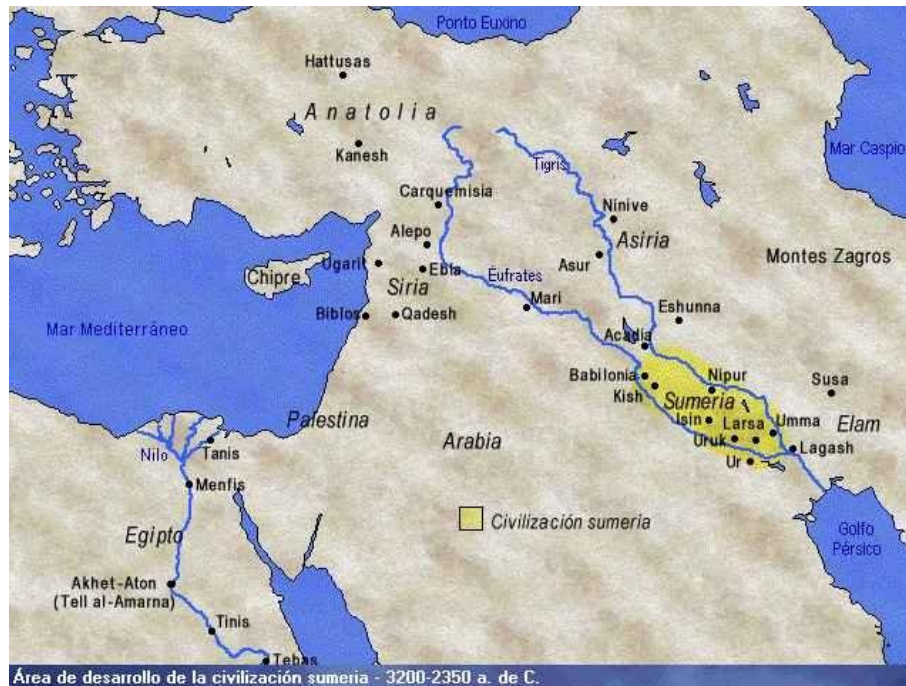 Ponto Euxino
Hattusas
Anatolia
Kanesh
Tigris
Mar Caspio
Carquemisia
Nínive
Alepo
Asiria
Montes Zagros
Asur
Ugarit
Ebla
Éufrates
Chipre
Siria
Mari
Eshunna
Biblos
Qadesh
Mar Mediterráneo
Acadia
Babilonia
Nipur
Susa
Kish
Sumeria
Palestina
Isin
Larsa
Umma
Elam
Arabia
Uruk
Lagash
Nilo
Tanis
Ur
Menfis
Civilización sumeria
Egipto
Golfo
Pérsico
Akhet-Aton
(Tell al-Amarna)
Tinis
Tebas
Área de desarrollo de la civilización sumeria - 3200-2350 a. de C.